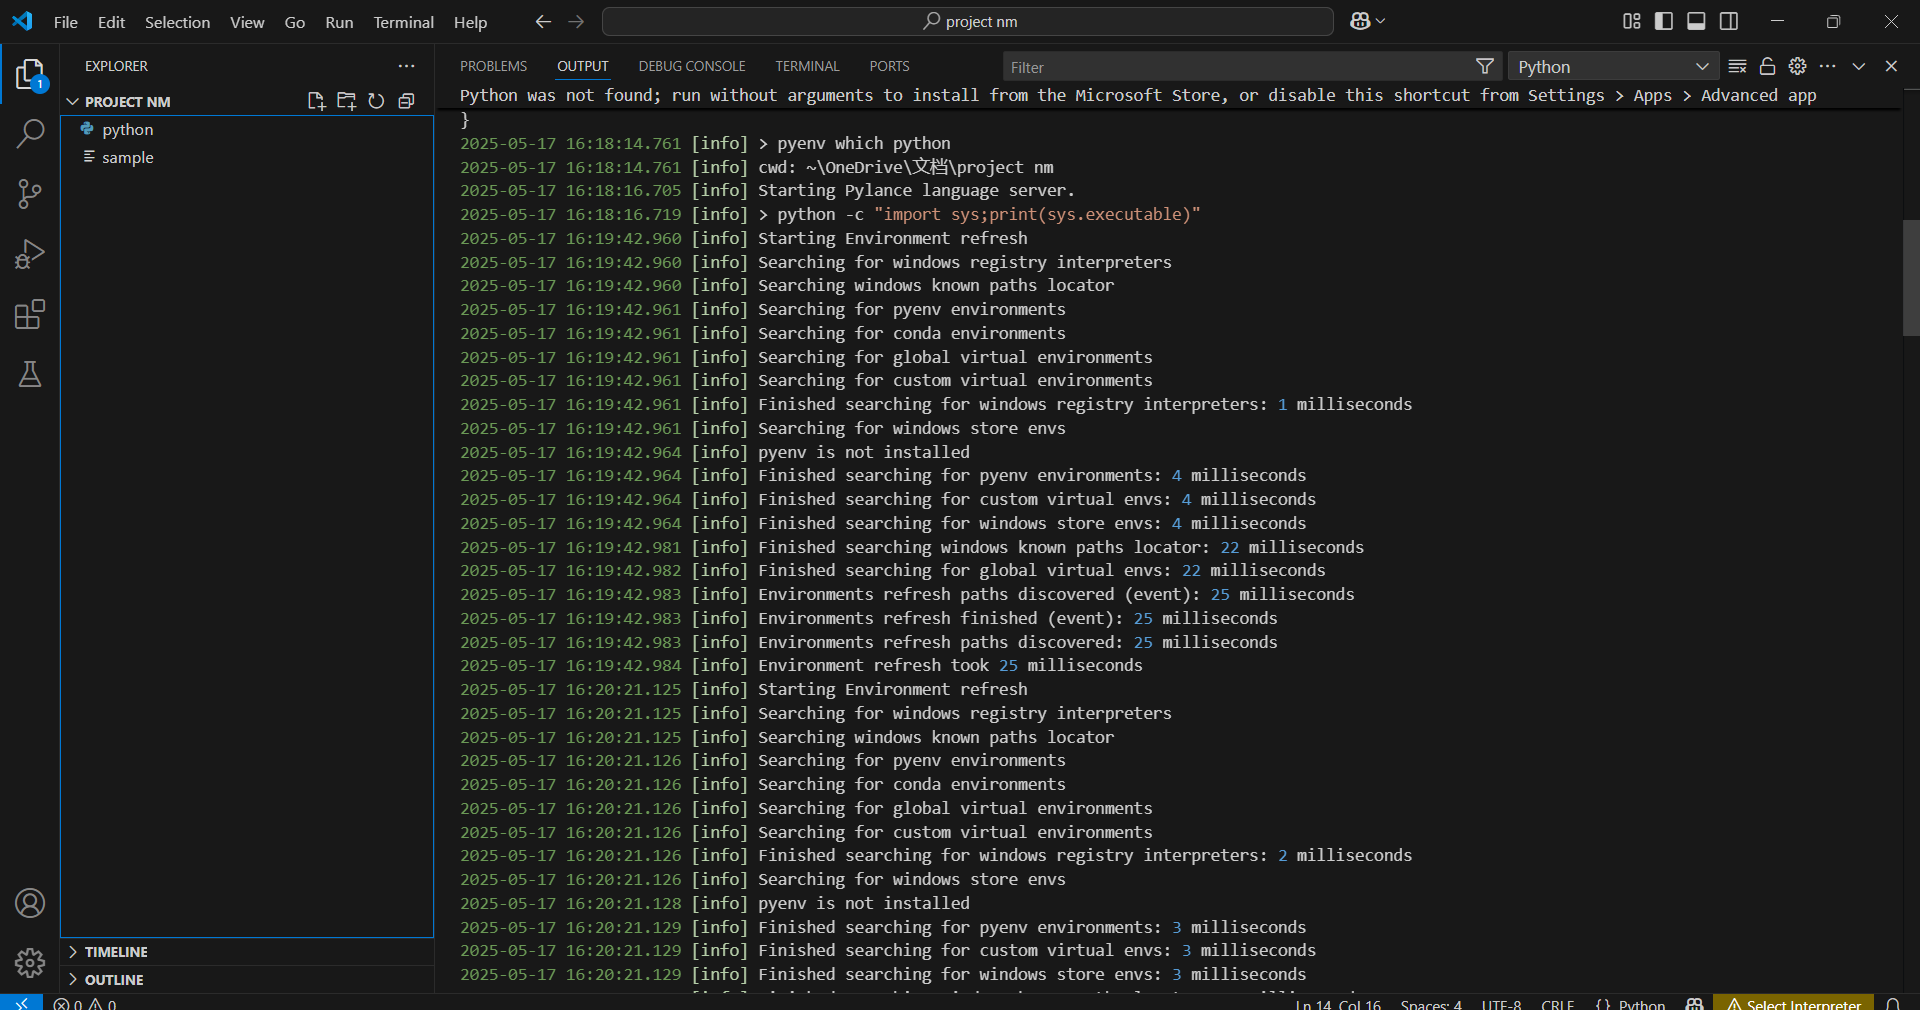 File Edit Selection View Go Run Terminal Help
project nm
EXPLORER
PROJECT NM
python
sample
TIMELINE
OUTLINE
1
PROBLEMS OUTPUT DEBUG CONSOLE TERMINAL PORTS
Filter
Python
Python was not found; run without arguments to install from the Microsoft Store, or disable this shortcut from Settings > Apps > Advanced app
}
2025-05-17 16:18:14.761 [info] > pyenv which python
2025-05-17 16:18:14.761 [info] cwd: ~\OneDrive\文档\project nm
2025-05-17 16:18:16.705 [info] Starting Pylance language server.
2025-05-17 16:18:16.719 [info] > python -c "import sys;print(sys.executable)"
2025-05-17 16:19:42.960 [info] Starting Environment refresh
2025-05-17 16:19:42.960 [info] Searching for windows registry interpreters
2025-05-17 16:19:42.960 [info] Searching windows known paths locator
2025-05-17 16:19:42.961 [info] Searching for pyenv environments
2025-05-17 16:19:42.961 [info] Searching for conda environments
2025-05-17 16:19:42.961 [info] Searching for global virtual environments
2025-05-17 16:19:42.961 [info] Searching for custom virtual environments
2025-05-17 16:19:42.961 [info] Finished searching for windows registry interpreters: 1 milliseconds
2025-05-17 16:19:42.961 [info] Searching for windows store envs
2025-05-17 16:19:42.964 [info] pyenv is not installed
2025-05-17 16:19:42.964 [info] Finished searching for pyenv environments: 4 milliseconds
2025-05-17 16:19:42.964 [info] Finished searching for custom virtual envs: 4 milliseconds
2025-05-17 16:19:42.964 [info] Finished searching for windows store envs: 4 milliseconds
2025-05-17 16:19:42.981 [info] Finished searching windows known paths locator: 22 milliseconds
2025-05-17 16:19:42.982 [info] Finished searching for global virtual envs: 22 milliseconds
2025-05-17 16:19:42.983 [info] Environments refresh paths discovered (event): 25 milliseconds
2025-05-17 16:19:42.983 [info] Environments refresh finished (event): 25 milliseconds
2025-05-17 16:19:42.983 [info] Environments refresh paths discovered: 25 milliseconds
2025-05-17 16:19:42.984 [info] Environment refresh took 25 milliseconds
2025-05-17 16:20:21.125 [info] Starting Environment refresh
2025-05-17 16:20:21.125 [info] Searching for windows registry interpreters
2025-05-17 16:20:21.125 [info] Searching windows known paths locator
2025-05-17 16:20:21.126 [info] Searching for pyenv environments
2025-05-17 16:20:21.126 [info] Searching for conda environments
2025-05-17 16:20:21.126 [info] Searching for global virtual environments
2025-05-17 16:20:21.126 [info] Searching for custom virtual environments
2025-05-17 16:20:21.126 [info] Finished searching for windows registry interpreters: 2 milliseconds
2025-05-17 16:20:21.126 [info] Searching for windows store envs
2025-05-17 16:20:21.128 [info] pyenv is not installed
2025-05-17 16:20:21.129 [info] Finished searching for pyenv environments: 3 milliseconds
2025-05-17 16:20:21.129 [info] Finished searching for custom virtual envs: 3 milliseconds
2025-05-17 16:20:21.129 [info] Finished searching for windows store envs: 3 milliseconds
0 0
Ln 14, Col 16 Spaces: 4 UTF-8 CRLF {} Python Select Interpreter